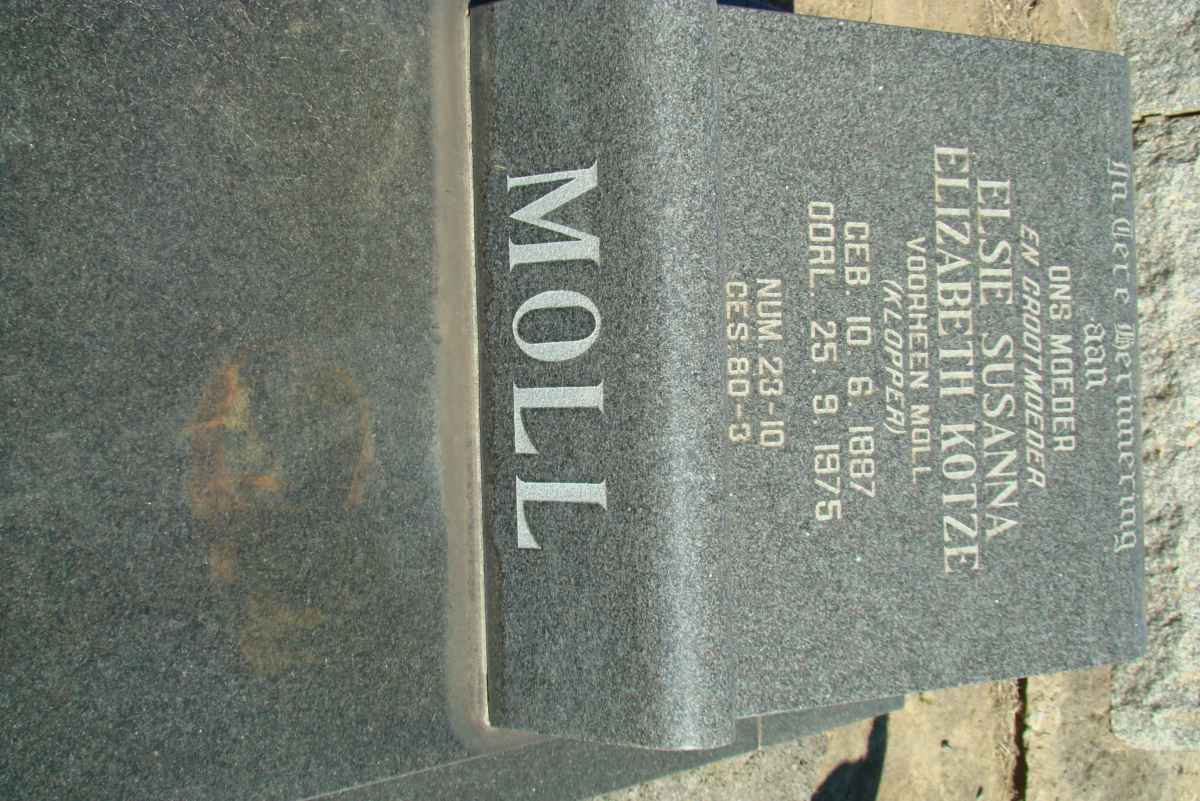 In Teere Herinnering
aan
ONS MOEDER
EN GROOTMOEDER
ELSIE SUSANNA
ELIZABETH KOTZE
VOORHEEN MOLL
(KLOPPER)
GEB. 10. 6. 1887
OORL. 25. 9. 1975
NUM 23-10
GES 80-3
MOLL